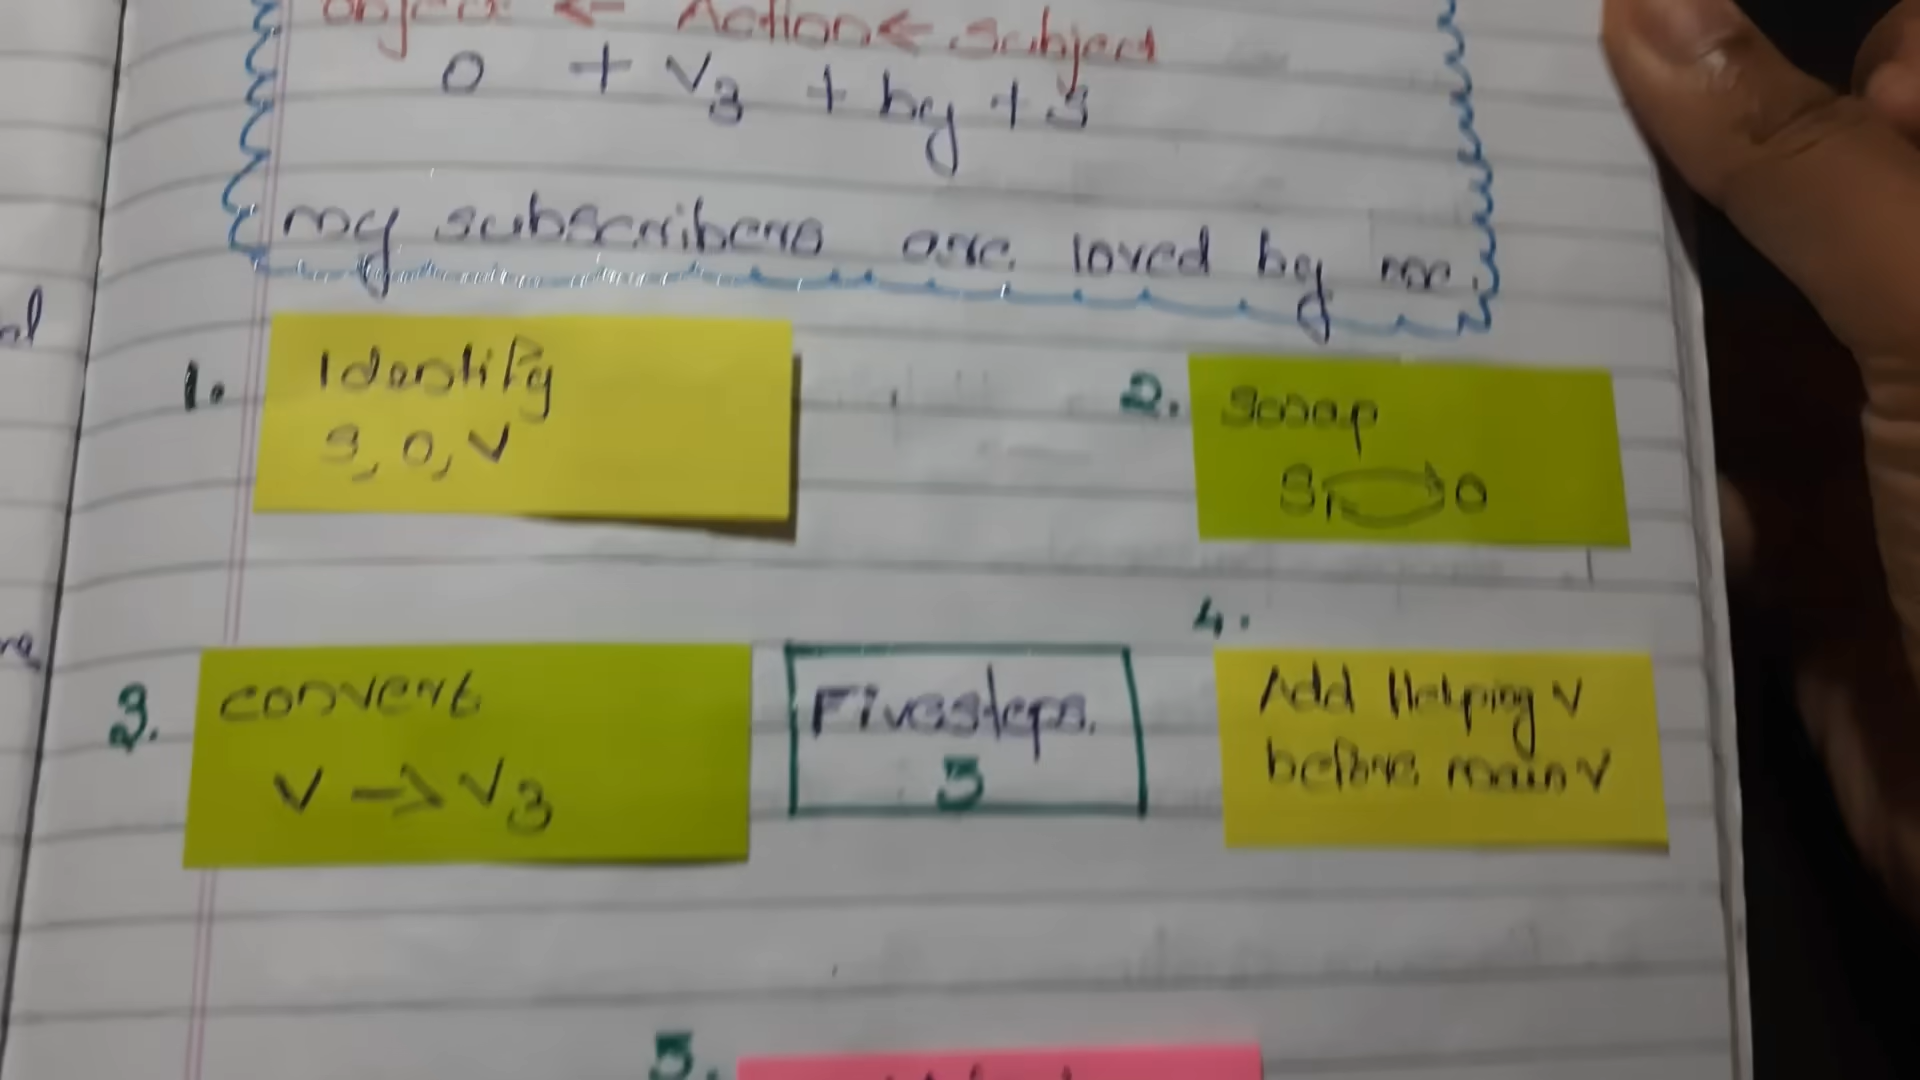 Object ← Action ← Subject
O + V3 + by + S
my subscribers are loved by me.
1. Identify
S, O, V
2. Swap
S O
3. convert
V → V3
Five steps.
5
4.
Add Helping V
before main V
5.